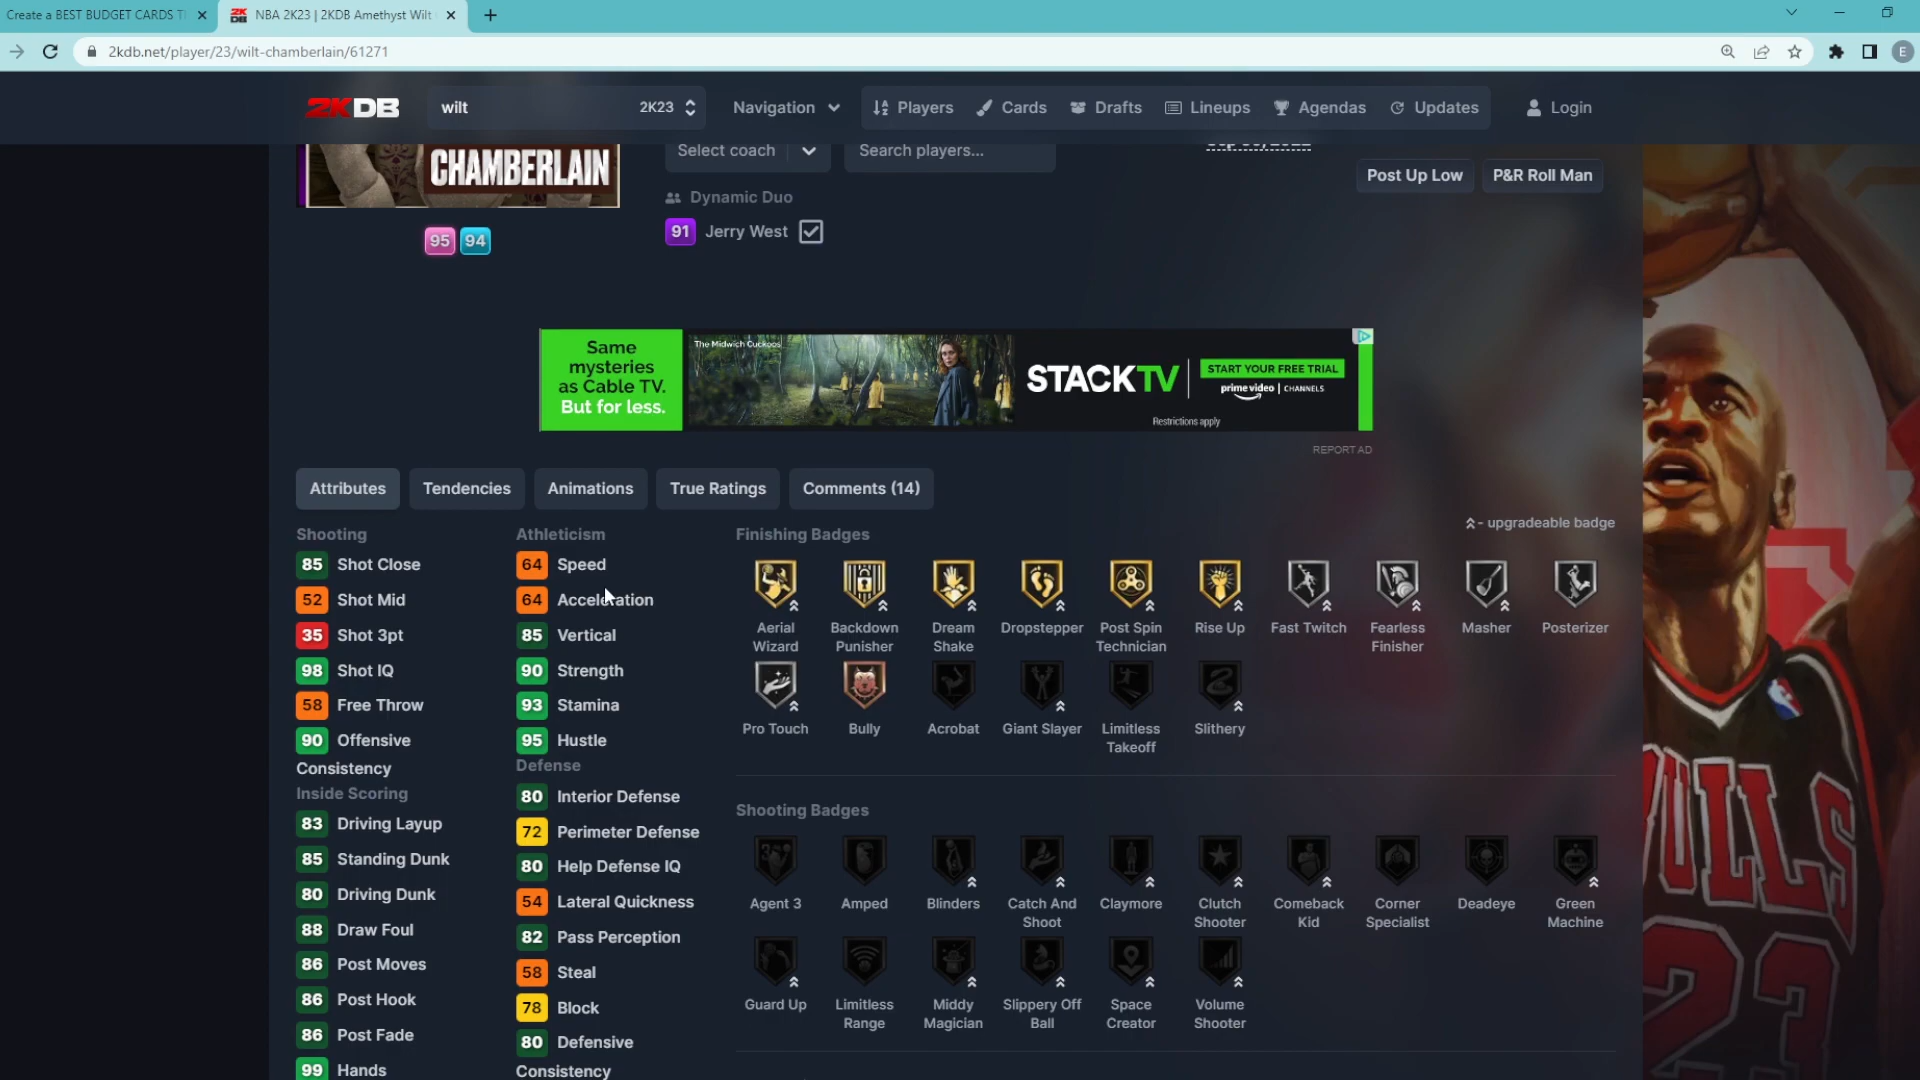 Create a BEST BUDGET CARDS
NBA 2K23 | 2KDB Amethyst Wilt
2kdb.net/player/23/wilt-chamberlain/61271
E
2KDB
wilt
2K23
Navigation
Players
Cards
Drafts
Lineups
Agendas
Updates
Login
CHAMBERLAIN
Select coach
Search players...
Post Up Low
P&R Roll Man
Dynamic Duo
91 Jerry West
95 94
Same
mysteries
as Cable TV.
But for less.
The Midwich Cuckoos
STACKTV
START YOUR FREE TRIAL
prime video | CHANNELS
Restrictions apply
REPORT AD
Attributes
Tendencies
Animations
True Ratings
Comments (14)
- upgradeable badge
Shooting
85 Shot Close
52 Shot Mid
35 Shot 3pt
98 Shot IQ
58 Free Throw
90 Offensive
Consistency
Inside Scoring
83 Driving Layup
85 Standing Dunk
80 Driving Dunk
88 Draw Foul
86 Post Moves
86 Post Hook
86 Post Fade
99 Hands
Athleticism
64 Speed
64 Acceleration
85 Vertical
90 Strength
93 Stamina
95 Hustle
Defense
80 Interior Defense
72 Perimeter Defense
80 Help Defense IQ
54 Lateral Quickness
82 Pass Perception
58 Steal
78 Block
80 Defensive
Consistency
Finishing Badges
Aerial
Wizard
Backdown
Punisher
Dream
Shake
Dropstepper
Post Spin
Technician
Rise Up
Fast Twitch
Fearless
Finisher
Masher
Posterizer
Pro Touch
Bully
Acrobat
Giant Slayer
Limitless
Takeoff
Slithery
Shooting Badges
Agent 3
Amped
Blinders
Catch And
Shoot
Claymore
Clutch
Shooter
Comeback
Kid
Corner
Specialist
Deadeye
Green
Machine
Guard Up
Limitless
Range
Middy
Magician
Slippery Off
Ball
Space
Creator
Volume
Shooter
BULLS
23